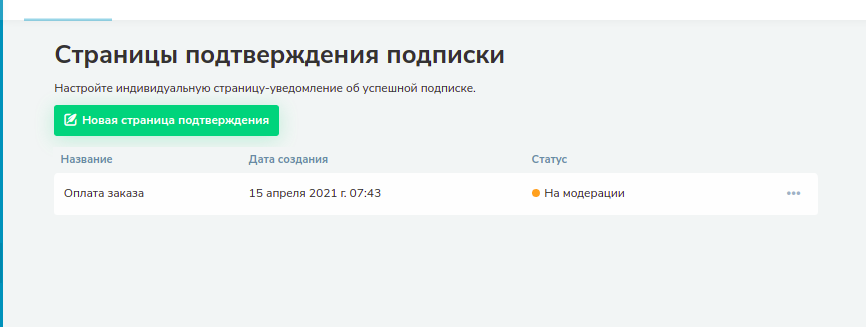 Страницы подтверждения подписки
Настройте индивидуальную страницу-уведомление об успешной подписке.
Новая страница подтверждения
Название Дата создания Статус
Оплата заказа 15 апреля 2021 г. 07:43 На модерации